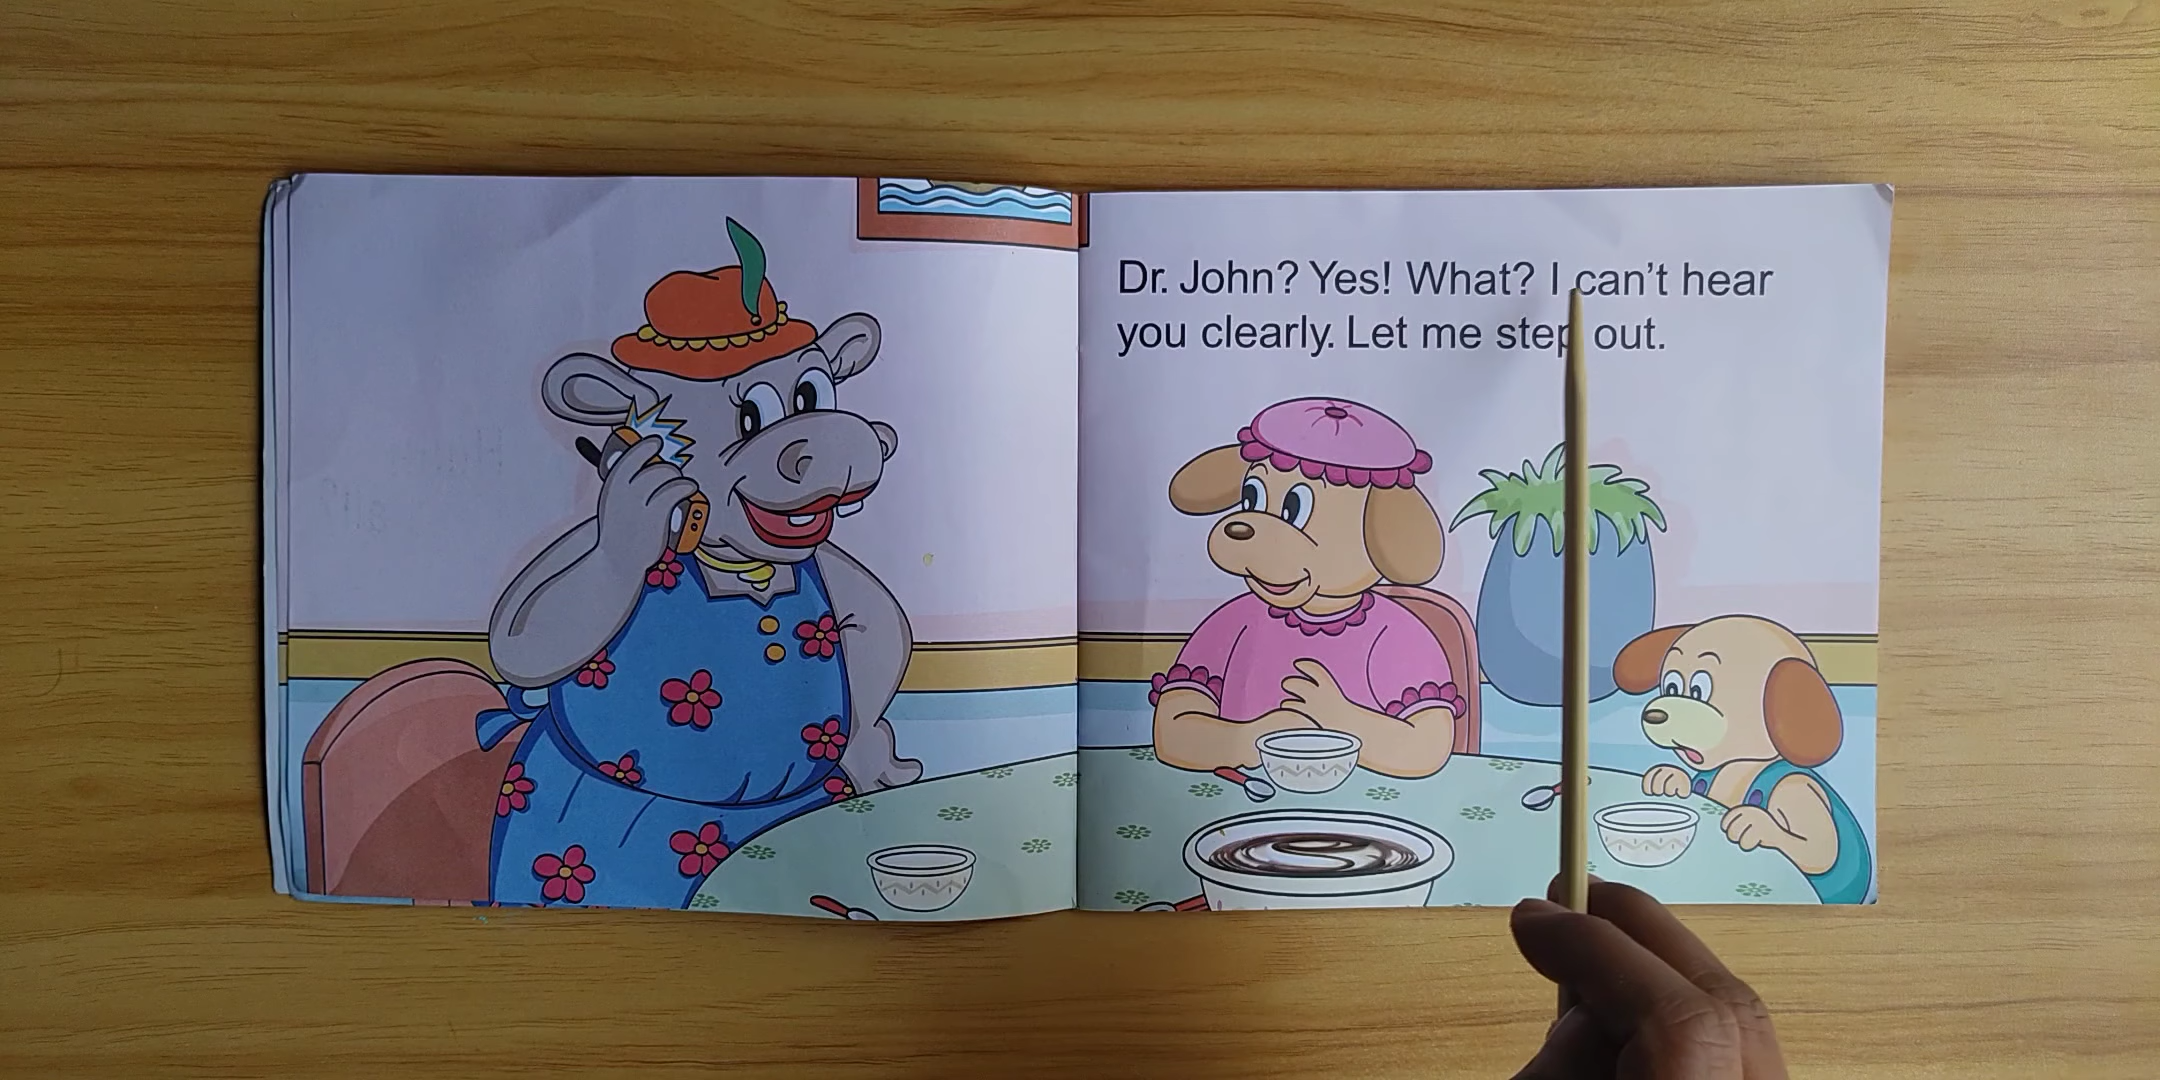 Dr. John? Yes! What? I can't hear
you clearly. Let me step out.